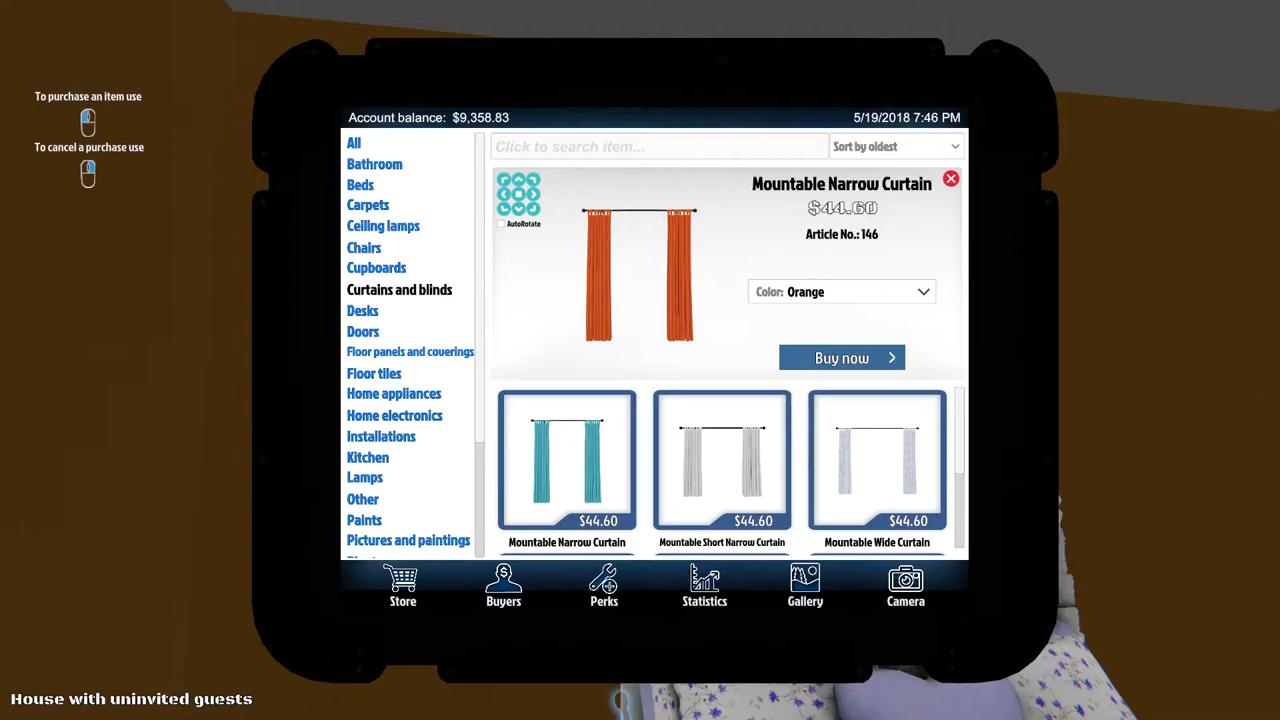 To purchase an item use
To cancel a purchase use
Account balance: $9,358.83
5/19/2018 7:46 PM
All
Bathroom
Beds
Carpets
Ceiling lamps
Chairs
Cupboards
Curtains and blinds
Desks
Doors
Floor panels and coverings
Floor tiles
Home appliances
Home electronics
Installations
Kitchen
Lamps
Other
Paints
Pictures and paintings
Click to search item...
Sort by oldest
AutoRotate
Mountable Narrow Curtain
$44.60
Article No.: 146
Color: Orange
Buy now
$44.60
$44.60
$44.60
Mountable Narrow Curtain
Mountable Short Narrow Curtain
Mountable Wide Curtain
Store
Buyers
Perks
Statistics
Gallery
Camera
House with uninvited guests